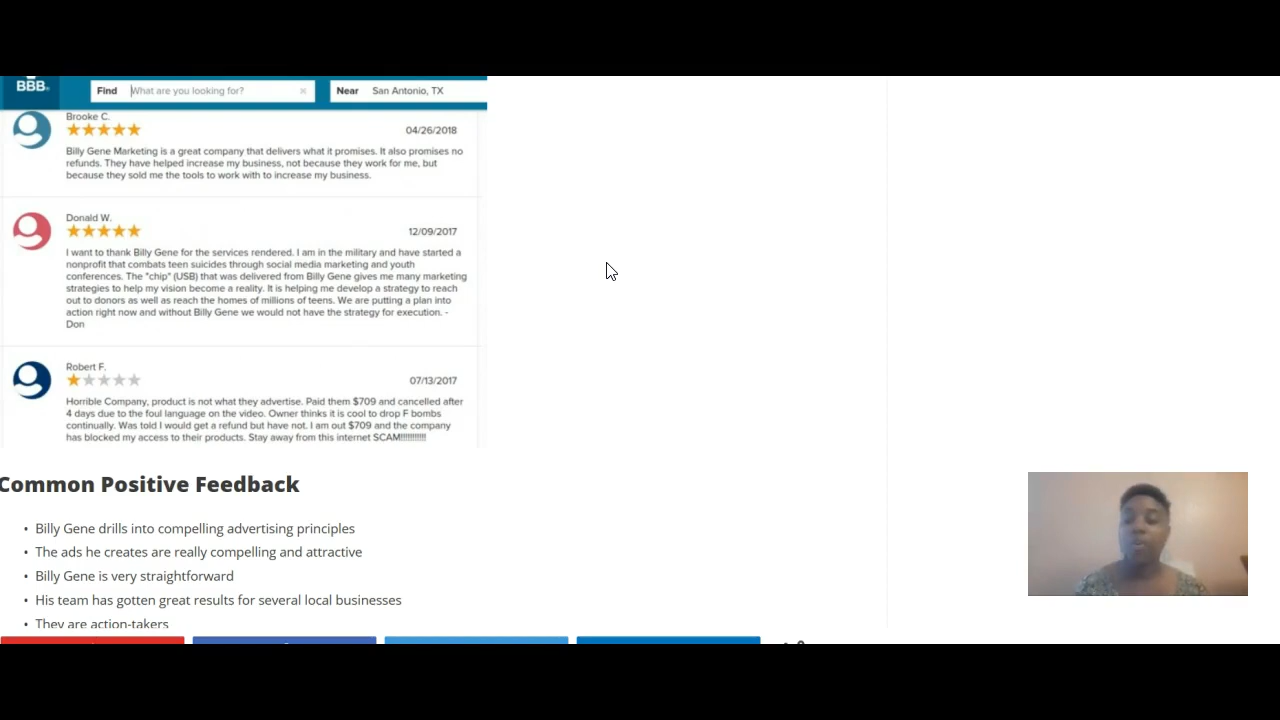 BBB
Find What are you looking for? × Near San Antonio, TX
Brooke C.
04/26/2018
Billy Gene Marketing is a great company that delivers what it promises. It also promises no
refunds. They have helped increase my business, not because they work for me, but
because they sold me the tools to work with to increase my business.
Donald W.
12/09/2017
I want to thank Billy Gene for the services rendered. I am in the military and have started a
nonprofit that combats teen suicides through social media marketing and youth
conferences. The "chip" (USB) that was delivered from Billy Gene gives me many marketing
strategies to help my vision become a reality. It is helping me develop a strategy to reach
out to donors as well as reach the homes of millions of teens. We are putting a plan into
action right now and without Billy Gene we would not have the strategy for execution. -
Don
Robert F.
07/13/2017
Horrible Company, product is not what they advertise. Paid them $709 and cancelled after
4 days due to the foul language on the video. Owner thinks it is cool to drop F bombs
continually. Was told I would get a refund but have not. I am out $709 and the company
has blocked my access to their products. Stay away from this internet SCAM!!!!!!!!!!!
Common Positive Feedback
• Billy Gene drills into compelling advertising principles
• The ads he creates are really compelling and attractive
• Billy Gene is very straightforward
• His team has gotten great results for several local businesses
• They are action-takers